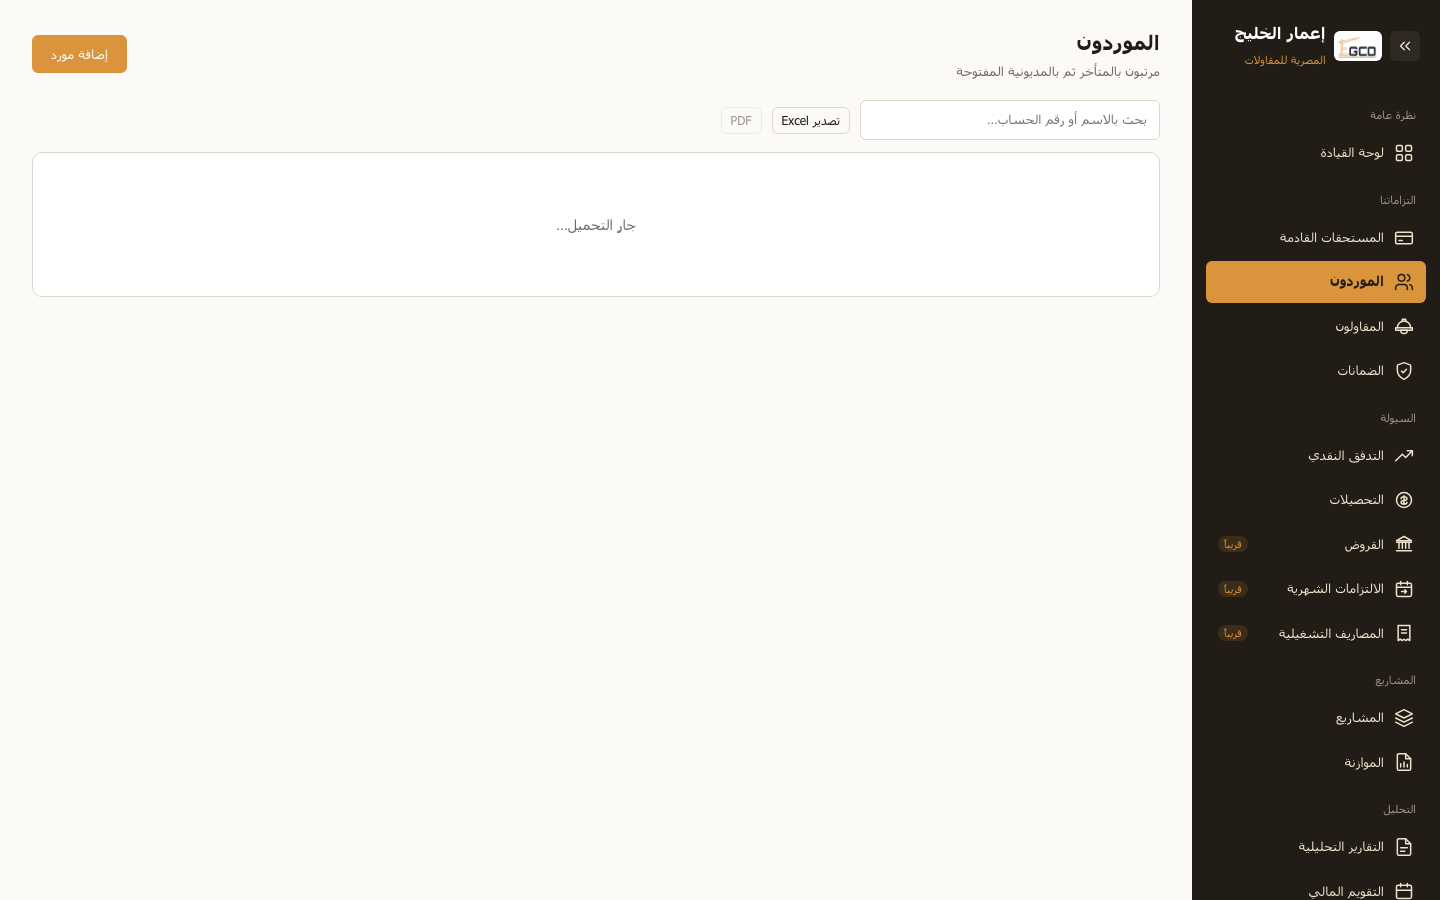 إعمار الخليج
المصرية للمقاولات
GCO
نظرة عامة
لوحة القيادة
التزاماتنا
المستحقات القادمة
الموردون
المقاولون
الضمانات
السيولة
التدفق النقدي
التحصيلات
القروض
قريباً
الالتزامات الشهرية
قريباً
المصاريف التشغيلية
قريباً
المشاريع
المشاريع
الموازنة
التحليل
التقارير التحليلية
التقويم المالي
الموردون
مرتبون بالمتأخر ثم بالمديونية المفتوحة
إضافة مورد
بحث بالاسم أو رقم الحساب...
تصدير Excel
PDF
جار التحميل...